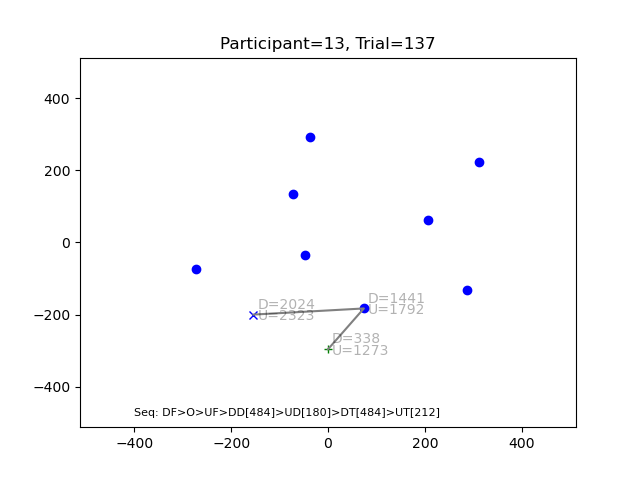 Participant=13, Trial=137
400
200
0
−200
−400
D=2024
U=2323
D=1441
U=1792
D=338
U=1273
Seq: DF>O>UF>DD[484]>UD[180]>DT[484]>UT[212]
−400
−200
0
200
400